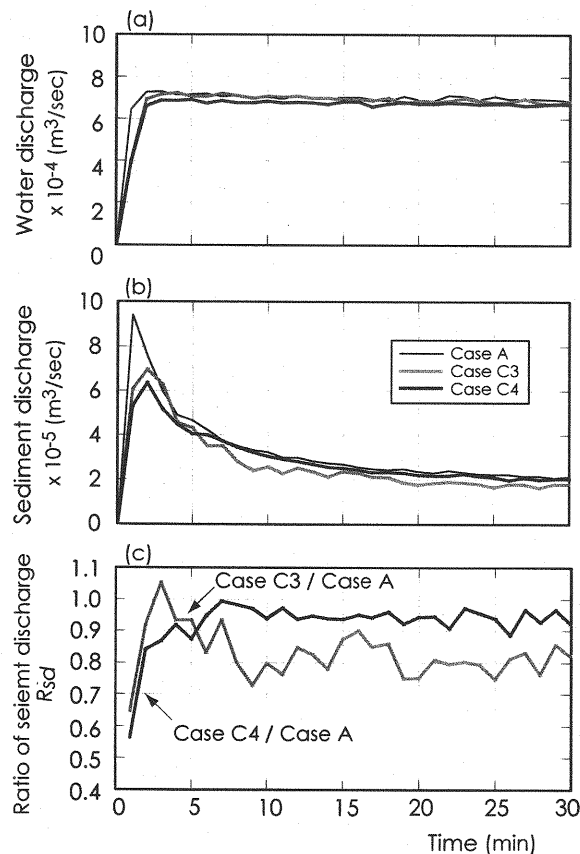 (a)
10
8
6
4
2
0
Water discharge
x 10-4 (m3/sec)
(b)
10
8
6
4
2
0
Sediment discharge
x 10-5 (m3/sec)
Case A
Case C3
Case C4
(c)
1.1
1.0
0.9
0.8
0.7
0.6
0.5
0.4
Ratio of seiemt discharge
Rsd
Case C3 / Case A
Case C4 / Case A
0 5 10 15 20 25 30
Time (min)